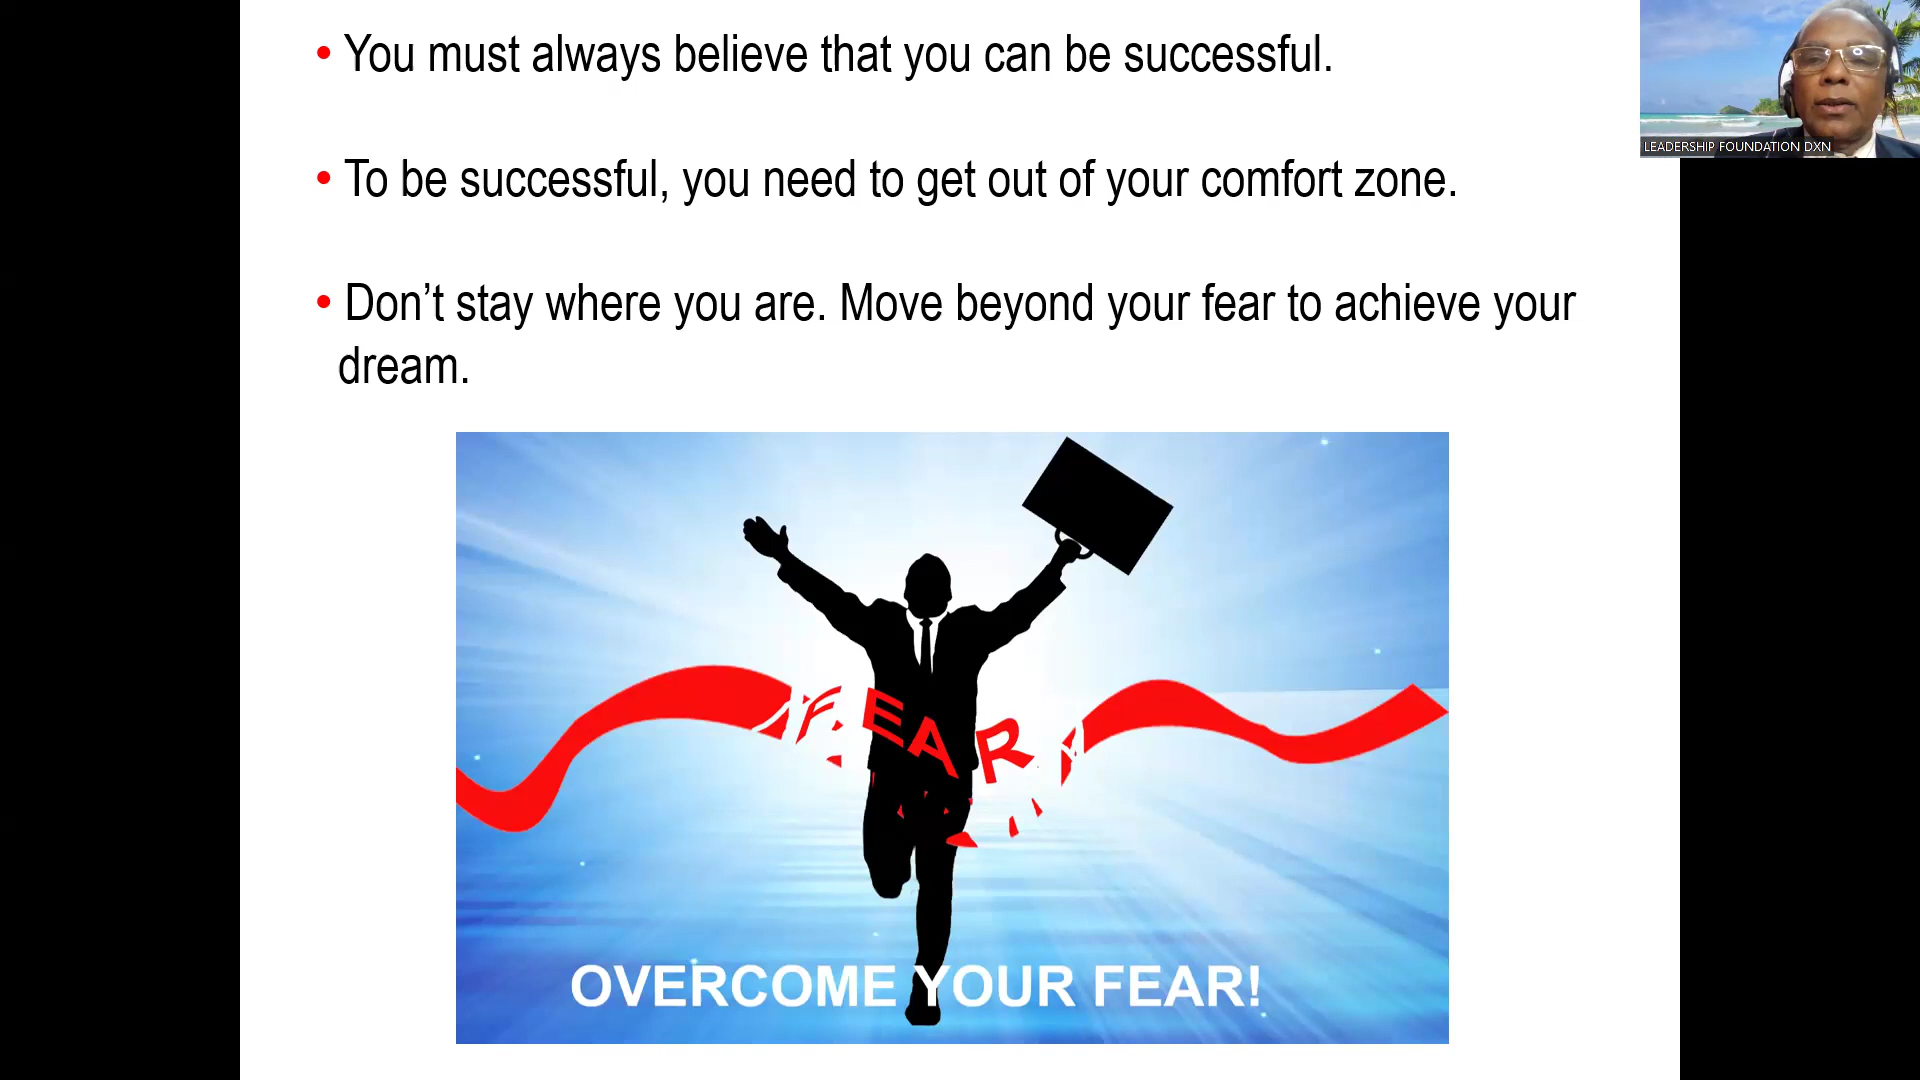 • You must always believe that you can be successful.
• To be successful, you need to get out of your comfort zone.
• Don’t stay where you are. Move beyond your fear to achieve your
dream.
LEADERSHIP FOUNDATION DXN
FEAR
OVERCOME YOUR FEAR!